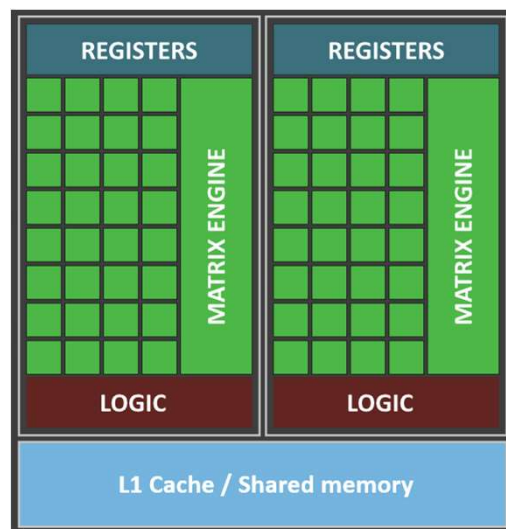 REGISTERS
MATRIX ENGINE
LOGIC
REGISTERS
MATRIX ENGINE
LOGIC
L1 Cache / Shared memory